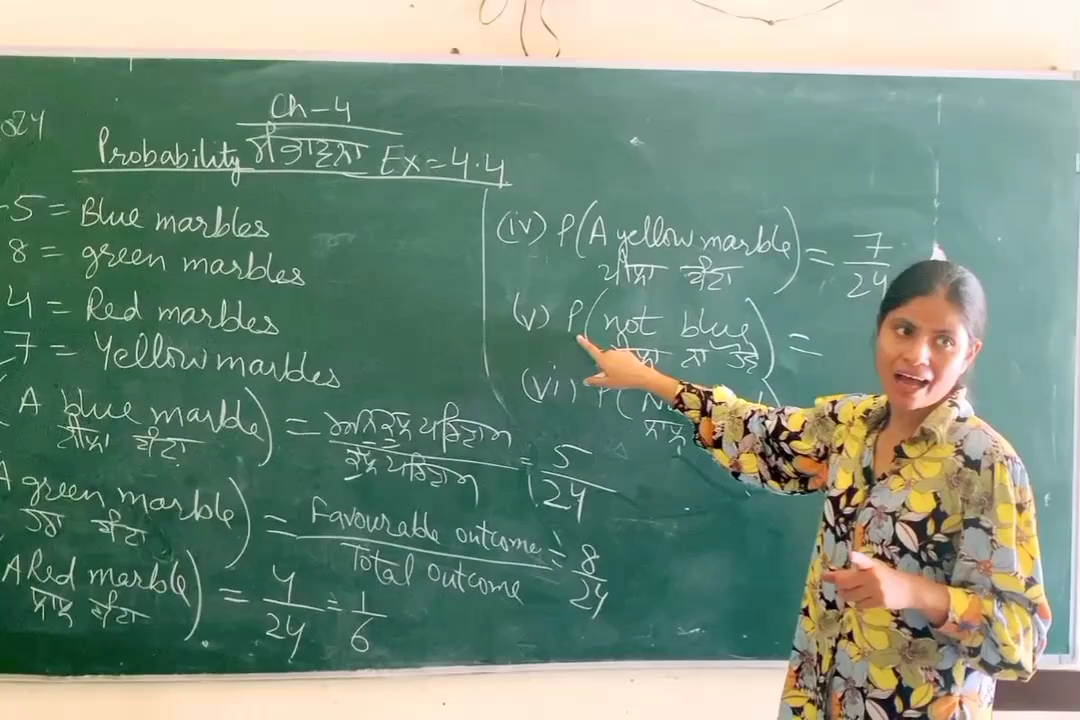 Ch-4
Probability ਸੰਭਾਵਨਾ Ex=4.4
5 = Blue marbles
8 = green marbles
4 = Red marbles
7 = Yellow marbles
A blue marble) = ਅਨੁਕੂਲ ਪਰਿਣਾਮ = 5
ਨੀਲਾ ਬੰਟਾ ਕੁੱਲ ਪਰਿਣਾਮ 24
A green marble) = Favourable outcome = 8
ਹਰਾ ਬੰਟਾ Total outcome 24
A Red marble) = 4 = 1
ਲਾਲ ਬੰਟਾ 24 6
(iv) P(A yellow marble) = 7
ਪੀਲਾ ਬੰਟਾ 24
(v) P(not blue) =
ਨਾ ਹੋਵੇ
(vi) P(
ਲਾਲ